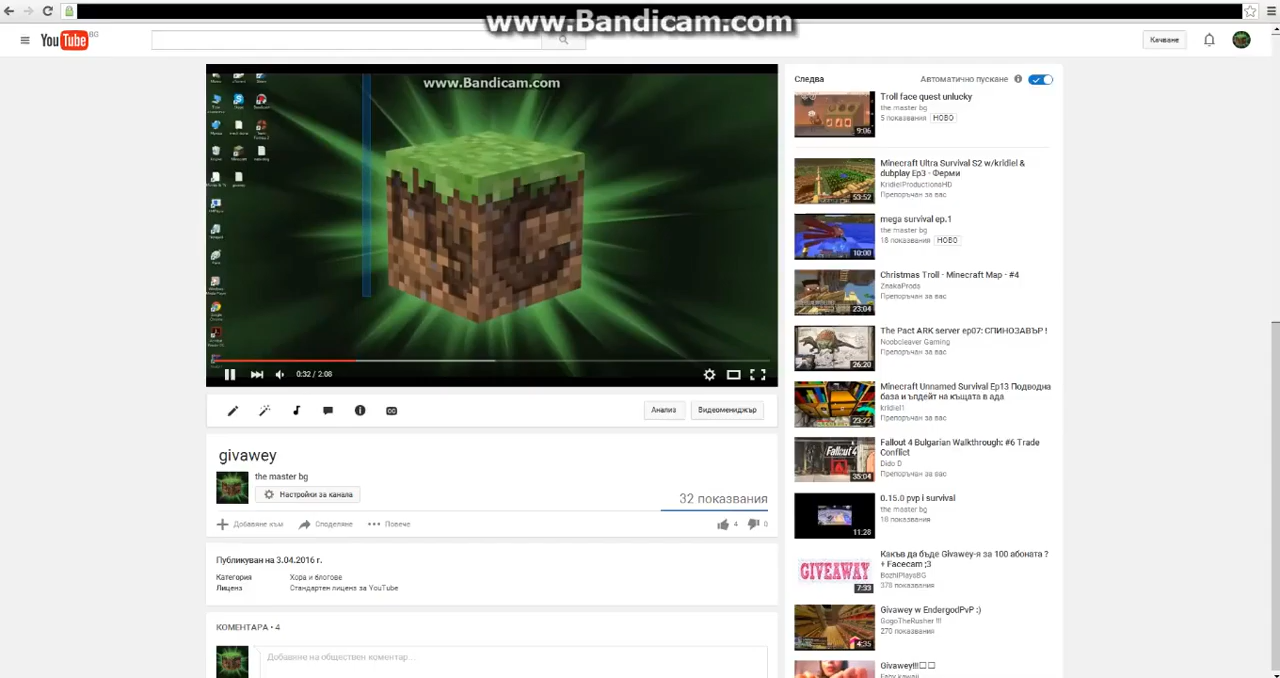 www.Bandicam.com
YouTube BG
Качване
www.Bandicam.com
0:32 / 2:08
Анализ
Видеомениджър
givawey
the master bg
Настройки за канала
32 показвания
Добавяне към
Споделяне
Повече
4
0
Публикуван на 3.04.2016 г.
Категория
Хора и блогове
Лиценз
Стандартен лиценз за YouTube
КОМЕНТАРА • 4
Добавяне на обществен коментар...
Следва
Автоматично пускане
Troll face quest unlucky
the master bg
5 показвания НОВО
9:06
Minecraft Ultra Survival S2 w/kridiel &
dubplay Ep3 - Ферми
KridielProductionsHD
Препоръчан за вас
53:52
mega survival ep.1
the master bg
18 показвания НОВО
10:00
Christmas Troll - Minecraft Map - #4
ZnakaProds
Препоръчан за вас
23:04
The Pact ARK server ep07: СПИНОЗАВЪР !
Noobcleaver Gaming
Препоръчан за вас
26:20
Minecraft Unnamed Survival Ep13 Подводна
база и ъпдейт на къщата в ада
kridiel1
Препоръчан за вас
23:27
Fallout 4 Bulgarian Walkthrough: #6 Trade
Conflict
Dido D
Препоръчан за вас
Fallout 4
35:04
0.15.0 pvp i survival
the master bg
18 показвания
11:28
Какъв да бъде Givawey-я за 100 абоната ?
+ Facecam ;3
BozhiPlayaBG
378 показвания
GIVEAWAY
7:33
Givawey w EndergodPvP :)
GogoTheRusher !!!
270 показвания
4:35
Givawey!!!